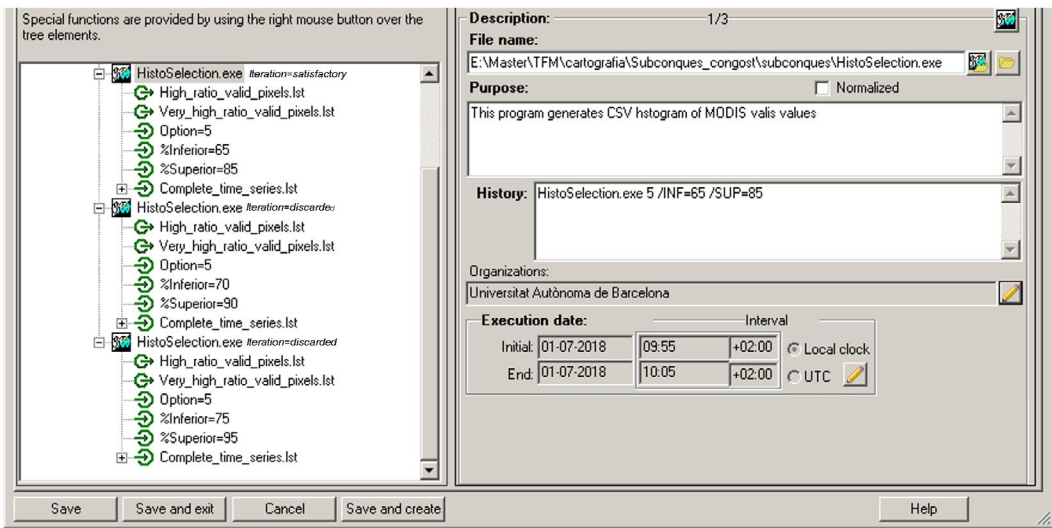 Special functions are provided by using the right mouse button over the
tree elements.
HistoSelection.exe Iteration=satisfactory
High_ratio_valid_pixels.lst
Very_high_ratio_valid_pixels.lst
Option=5
%Inferior=65
%Superior=85
Complete_time_series.lst
HistoSelection.exe Iteration=discarded
High_ratio_valid_pixels.lst
Very_high_ratio_valid_pixels.lst
Option=5
%Inferior=70
%Superior=90
Complete_time_series.lst
HistoSelection.exe Iteration=discarded
High_ratio_valid_pixels.lst
Very_high_ratio_valid_pixels.lst
Option=5
%Inferior=75
%Superior=95
Complete_time_series.lst
Description: 1/3
File name:
E:\Master\TFM\cartografia\Subconques_congost\subconques\HistoSelection.exe
Purpose: Normalized
This program generates CSV hstogram of MODIS valis values
History: HistoSelection.exe 5 /INF=65 /SUP=85
Organizations:
Universitat Autònoma de Barcelona
Execution date: Interval
Initial: 01-07-2018 09:55 +02:00 Local clock
End: 01-07-2018 10:05 +02:00 UTC
Save Save and exit Cancel Save and create Help